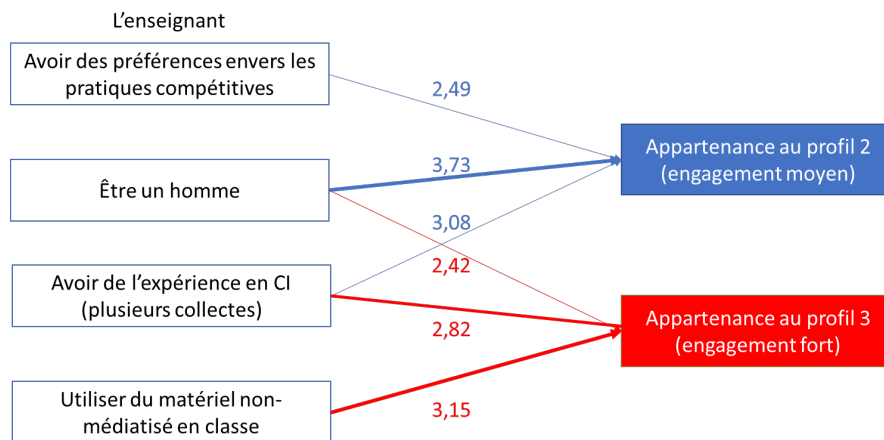 L'enseignant
Avoir des préférences envers les
pratiques compétitives
2,49
Appartenance au profil 2
(engagement moyen)
3,73
Être un homme
3,08
2,42
Avoir de l'expérience en CI
(plusieurs collectes)
2,82
Appartenance au profil 3
(engagement fort)
Utiliser du matériel non-
médiatisé en classe
3,15